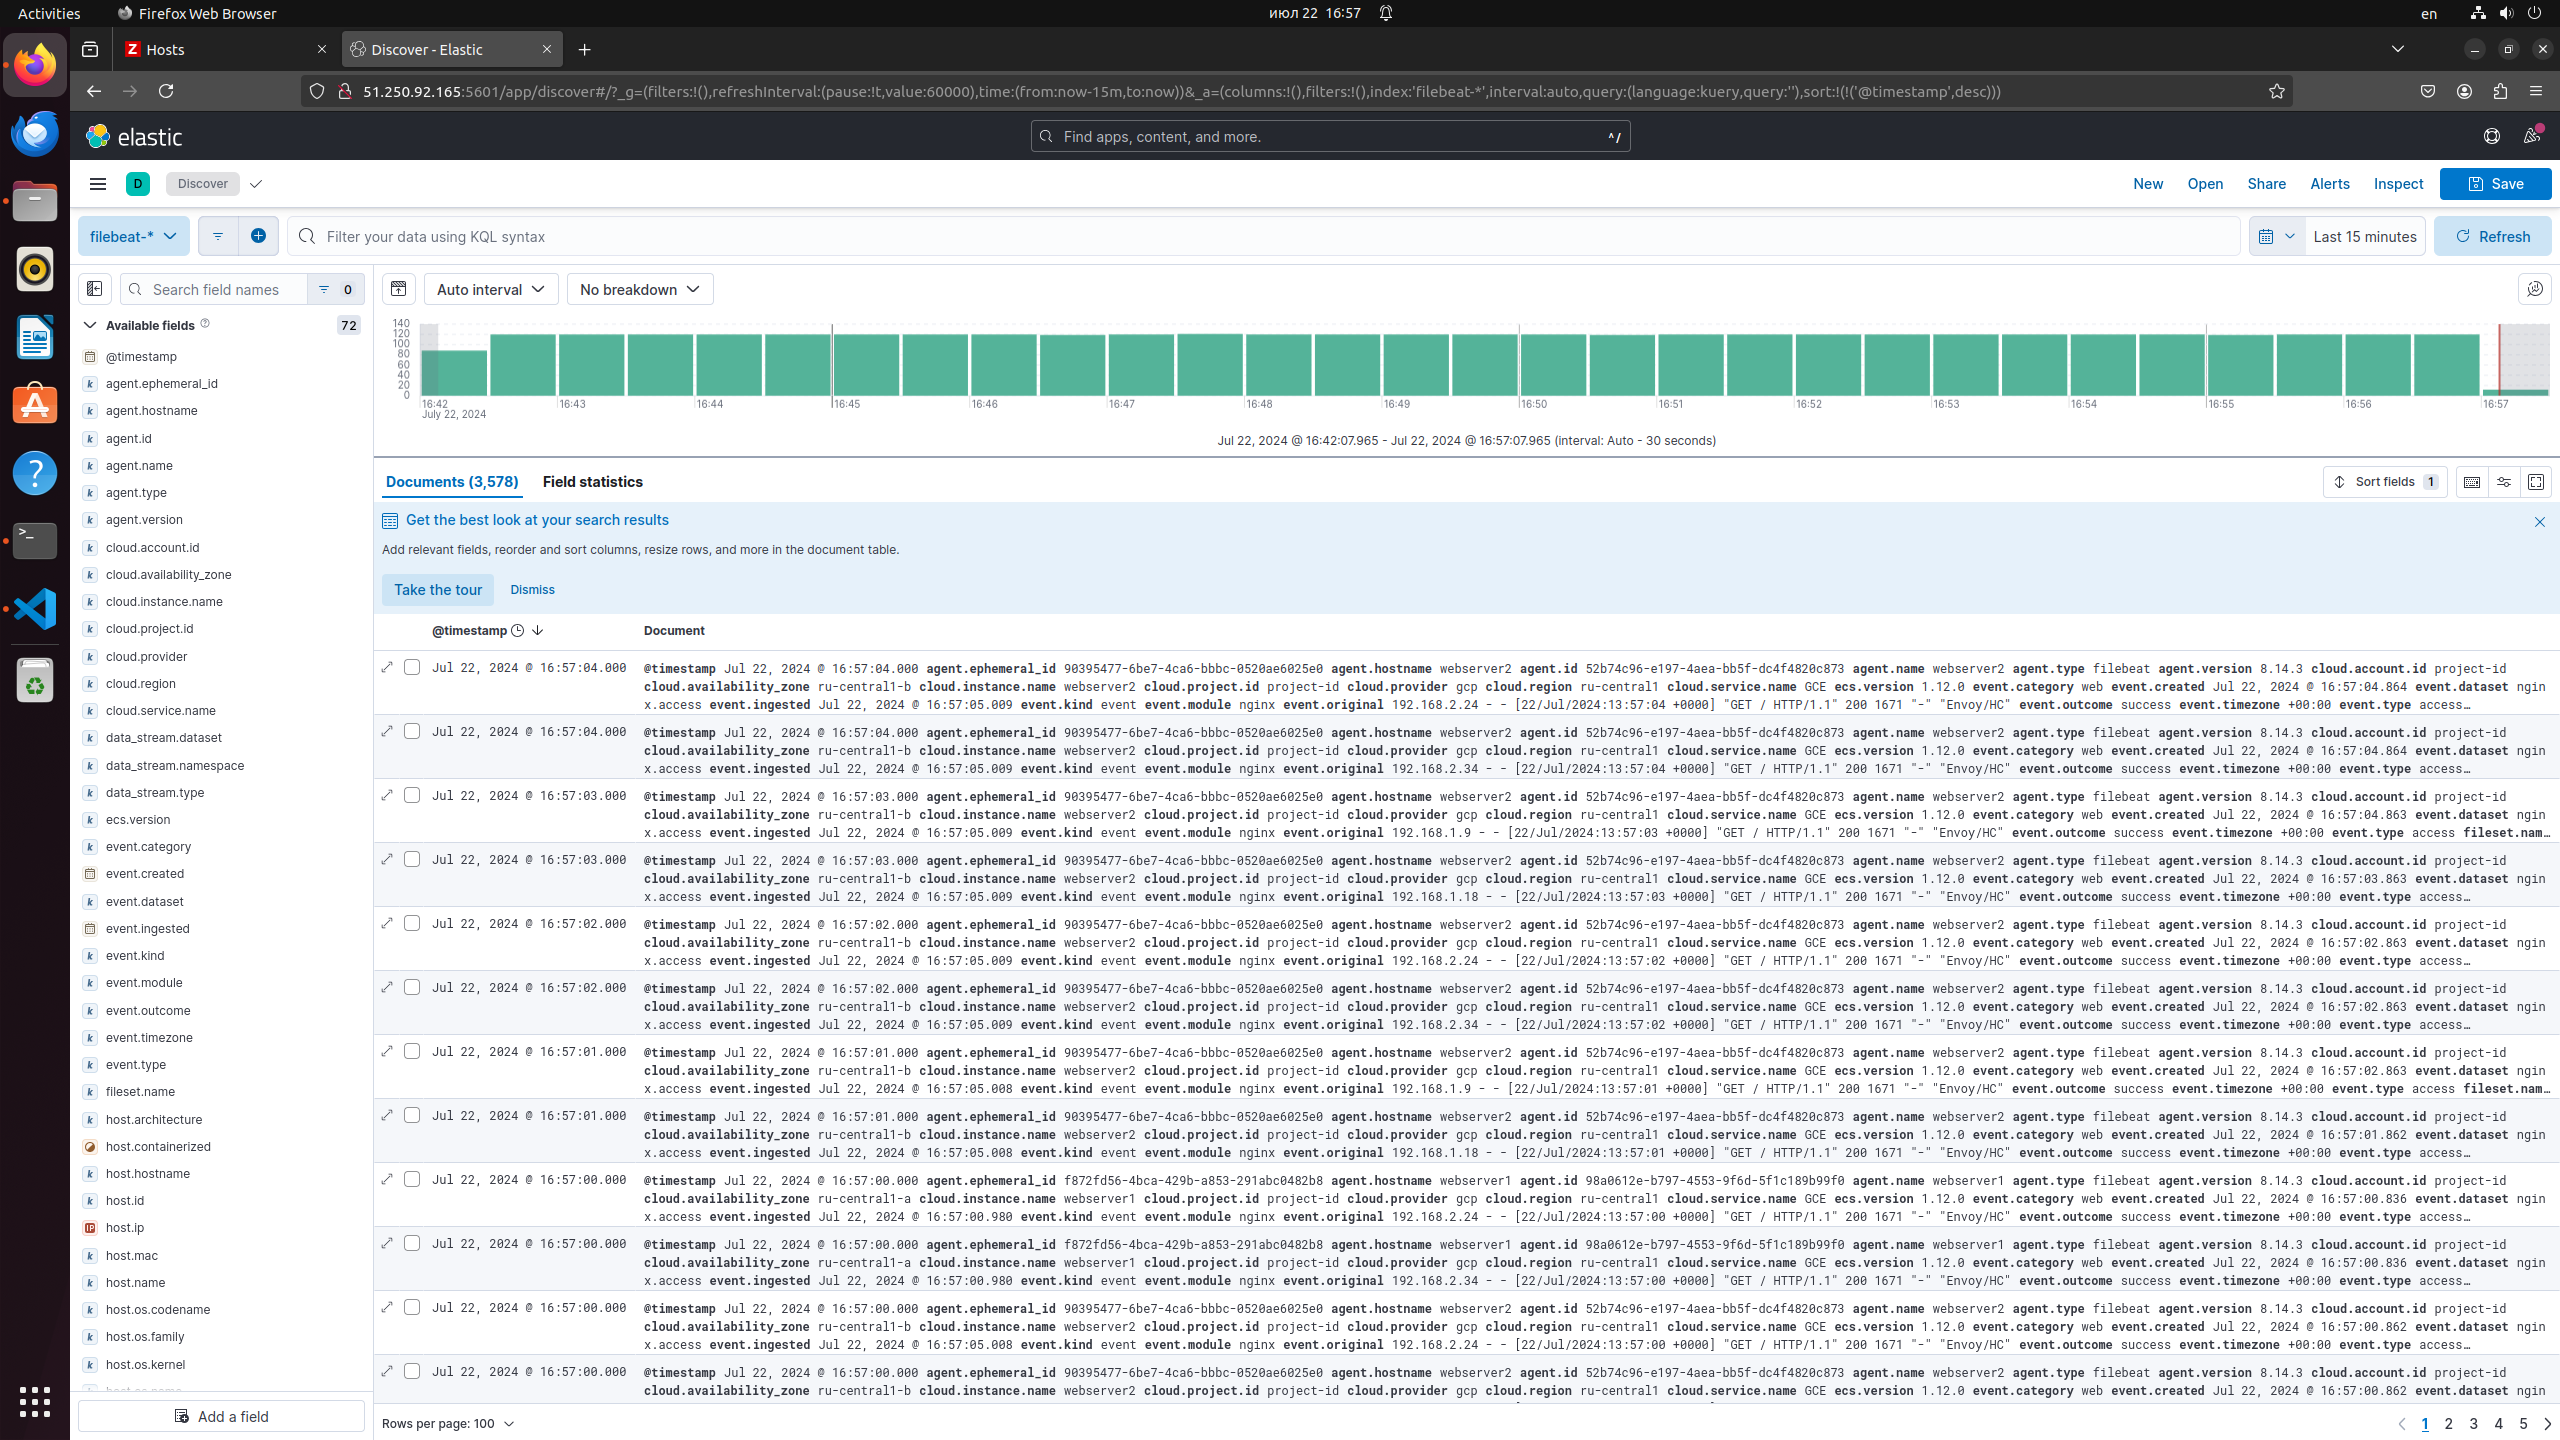 Activities Firefox Web Browser июл 22 16:57 en
Hosts Discover - Elastic
51.250.92.165:5601/app/discover#/?_g=(filters:!(),refreshInterval:(pause:!t,value:60000),time:(from:now-15m,to:now))&_a=(columns:!(),filters:!(),index:'filebeat-*',interval:auto,query:(language:kuery,query:''),sort:!(!('@timestamp',desc)))
elastic Find apps, content, and more. ^/
D Discover New Open Share Alerts Inspect Save
filebeat-* Filter your data using KQL syntax Last 15 minutes Refresh
Search field names 0 Auto interval No breakdown
Available fields 72
@timestamp
agent.ephemeral_id
agent.hostname
agent.id
agent.name
agent.type
agent.version
cloud.account.id
cloud.availability_zone
cloud.instance.name
cloud.project.id
cloud.provider
cloud.region
cloud.service.name
data_stream.dataset
data_stream.namespace
data_stream.type
ecs.version
event.category
event.created
event.dataset
event.ingested
event.kind
event.module
event.outcome
event.timezone
event.type
fileset.name
host.architecture
host.containerized
host.hostname
host.id
host.ip
host.mac
host.name
host.os.codename
host.os.family
host.os.kernel
Add a field
140
120
100
80
60
40
20
0
16:42 16:43 16:44 16:45 16:46 16:47 16:48 16:49 16:50 16:51 16:52 16:53 16:54 16:55 16:56 16:57
July 22, 2024
Jul 22, 2024 @ 16:42:07.965 - Jul 22, 2024 @ 16:57:07.965 (interval: Auto - 30 seconds)
Documents (3,578) Field statistics Sort fields 1
Get the best look at your search results
Add relevant fields, reorder and sort columns, resize rows, and more in the document table.
Take the tour Dismiss
@timestamp Document
Jul 22, 2024 @ 16:57:04.000 @timestamp Jul 22, 2024 @ 16:57:04.000 agent.ephemeral_id 90395477-6be7-4ca6-bbbc-0520ae6025e0 agent.hostname webserver2 agent.id 52b74c96-e197-4aea-bb5f-dc4f4820c873 agent.name webserver2 agent.type filebeat agent.version 8.14.3 cloud.account.id project-id
cloud.availability_zone ru-central1-b cloud.instance.name webserver2 cloud.project.id project-id cloud.provider gcp cloud.region ru-central1 cloud.service.name GCE ecs.version 1.12.0 event.category web event.created Jul 22, 2024 @ 16:57:04.864 event.dataset ngin
x.access event.ingested Jul 22, 2024 @ 16:57:05.009 event.kind event event.module nginx event.original 192.168.2.24 - - [22/Jul/2024:13:57:04 +0000] "GET / HTTP/1.1" 200 1671 "-" "Envoy/HC" event.outcome success event.timezone +00:00 event.type access…
Jul 22, 2024 @ 16:57:04.000 @timestamp Jul 22, 2024 @ 16:57:04.000 agent.ephemeral_id 90395477-6be7-4ca6-bbbc-0520ae6025e0 agent.hostname webserver2 agent.id 52b74c96-e197-4aea-bb5f-dc4f4820c873 agent.name webserver2 agent.type filebeat agent.version 8.14.3 cloud.account.id project-id
cloud.availability_zone ru-central1-b cloud.instance.name webserver2 cloud.project.id project-id cloud.provider gcp cloud.region ru-central1 cloud.service.name GCE ecs.version 1.12.0 event.category web event.created Jul 22, 2024 @ 16:57:04.864 event.dataset ngin
x.access event.ingested Jul 22, 2024 @ 16:57:05.009 event.kind event event.module nginx event.original 192.168.2.34 - - [22/Jul/2024:13:57:04 +0000] "GET / HTTP/1.1" 200 1671 "-" "Envoy/HC" event.outcome success event.timezone +00:00 event.type access…
Jul 22, 2024 @ 16:57:03.000 @timestamp Jul 22, 2024 @ 16:57:03.000 agent.ephemeral_id 90395477-6be7-4ca6-bbbc-0520ae6025e0 agent.hostname webserver2 agent.id 52b74c96-e197-4aea-bb5f-dc4f4820c873 agent.name webserver2 agent.type filebeat agent.version 8.14.3 cloud.account.id project-id
cloud.availability_zone ru-central1-b cloud.instance.name webserver2 cloud.project.id project-id cloud.provider gcp cloud.region ru-central1 cloud.service.name GCE ecs.version 1.12.0 event.category web event.created Jul 22, 2024 @ 16:57:04.863 event.dataset ngin
x.access event.ingested Jul 22, 2024 @ 16:57:05.009 event.kind event event.module nginx event.original 192.168.1.9 - - [22/Jul/2024:13:57:03 +0000] "GET / HTTP/1.1" 200 1671 "-" "Envoy/HC" event.outcome success event.timezone +00:00 event.type access fileset.nam…
Jul 22, 2024 @ 16:57:03.000 @timestamp Jul 22, 2024 @ 16:57:03.000 agent.ephemeral_id 90395477-6be7-4ca6-bbbc-0520ae6025e0 agent.hostname webserver2 agent.id 52b74c96-e197-4aea-bb5f-dc4f4820c873 agent.name webserver2 agent.type filebeat agent.version 8.14.3 cloud.account.id project-id
cloud.availability_zone ru-central1-b cloud.instance.name webserver2 cloud.project.id project-id cloud.provider gcp cloud.region ru-central1 cloud.service.name GCE ecs.version 1.12.0 event.category web event.created Jul 22, 2024 @ 16:57:03.863 event.dataset ngin
x.access event.ingested Jul 22, 2024 @ 16:57:05.009 event.kind event event.module nginx event.original 192.168.1.18 - - [22/Jul/2024:13:57:03 +0000] "GET / HTTP/1.1" 200 1671 "-" "Envoy/HC" event.outcome success event.timezone +00:00 event.type access…
Jul 22, 2024 @ 16:57:02.000 @timestamp Jul 22, 2024 @ 16:57:02.000 agent.ephemeral_id 90395477-6be7-4ca6-bbbc-0520ae6025e0 agent.hostname webserver2 agent.id 52b74c96-e197-4aea-bb5f-dc4f4820c873 agent.name webserver2 agent.type filebeat agent.version 8.14.3 cloud.account.id project-id
cloud.availability_zone ru-central1-b cloud.instance.name webserver2 cloud.project.id project-id cloud.provider gcp cloud.region ru-central1 cloud.service.name GCE ecs.version 1.12.0 event.category web event.created Jul 22, 2024 @ 16:57:02.863 event.dataset ngin
x.access event.ingested Jul 22, 2024 @ 16:57:05.009 event.kind event event.module nginx event.original 192.168.2.24 - - [22/Jul/2024:13:57:02 +0000] "GET / HTTP/1.1" 200 1671 "-" "Envoy/HC" event.outcome success event.timezone +00:00 event.type access…
Jul 22, 2024 @ 16:57:02.000 @timestamp Jul 22, 2024 @ 16:57:02.000 agent.ephemeral_id 90395477-6be7-4ca6-bbbc-0520ae6025e0 agent.hostname webserver2 agent.id 52b74c96-e197-4aea-bb5f-dc4f4820c873 agent.name webserver2 agent.type filebeat agent.version 8.14.3 cloud.account.id project-id
cloud.availability_zone ru-central1-b cloud.instance.name webserver2 cloud.project.id project-id cloud.provider gcp cloud.region ru-central1 cloud.service.name GCE ecs.version 1.12.0 event.category web event.created Jul 22, 2024 @ 16:57:02.863 event.dataset ngin
x.access event.ingested Jul 22, 2024 @ 16:57:05.009 event.kind event event.module nginx event.original 192.168.2.34 - - [22/Jul/2024:13:57:02 +0000] "GET / HTTP/1.1" 200 1671 "-" "Envoy/HC" event.outcome success event.timezone +00:00 event.type access…
Jul 22, 2024 @ 16:57:01.000 @timestamp Jul 22, 2024 @ 16:57:01.000 agent.ephemeral_id 90395477-6be7-4ca6-bbbc-0520ae6025e0 agent.hostname webserver2 agent.id 52b74c96-e197-4aea-bb5f-dc4f4820c873 agent.name webserver2 agent.type filebeat agent.version 8.14.3 cloud.account.id project-id
cloud.availability_zone ru-central1-b cloud.instance.name webserver2 cloud.project.id project-id cloud.provider gcp cloud.region ru-central1 cloud.service.name GCE ecs.version 1.12.0 event.category web event.created Jul 22, 2024 @ 16:57:02.863 event.dataset ngin
x.access event.ingested Jul 22, 2024 @ 16:57:05.008 event.kind event event.module nginx event.original 192.168.1.9 - - [22/Jul/2024:13:57:01 +0000] "GET / HTTP/1.1" 200 1671 "-" "Envoy/HC" event.outcome success event.timezone +00:00 event.type access fileset.nam…
Jul 22, 2024 @ 16:57:01.000 @timestamp Jul 22, 2024 @ 16:57:01.000 agent.ephemeral_id 90395477-6be7-4ca6-bbbc-0520ae6025e0 agent.hostname webserver2 agent.id 52b74c96-e197-4aea-bb5f-dc4f4820c873 agent.name webserver2 agent.type filebeat agent.version 8.14.3 cloud.account.id project-id
cloud.availability_zone ru-central1-b cloud.instance.name webserver2 cloud.project.id project-id cloud.provider gcp cloud.region ru-central1 cloud.service.name GCE ecs.version 1.12.0 event.category web event.created Jul 22, 2024 @ 16:57:01.862 event.dataset ngin
x.access event.ingested Jul 22, 2024 @ 16:57:05.008 event.kind event event.module nginx event.original 192.168.1.18 - - [22/Jul/2024:13:57:01 +0000] "GET / HTTP/1.1" 200 1671 "-" "Envoy/HC" event.outcome success event.timezone +00:00 event.type access…
Jul 22, 2024 @ 16:57:00.000 @timestamp Jul 22, 2024 @ 16:57:00.000 agent.ephemeral_id f872fd56-4bca-429b-a853-291abc0482b8 agent.hostname webserver1 agent.id 98a0612e-b797-4553-9f6d-5f1c189b99f0 agent.name webserver1 agent.type filebeat agent.version 8.14.3 cloud.account.id project-id
cloud.availability_zone ru-central1-a cloud.instance.name webserver1 cloud.project.id project-id cloud.provider gcp cloud.region ru-central1 cloud.service.name GCE ecs.version 1.12.0 event.category web event.created Jul 22, 2024 @ 16:57:00.836 event.dataset ngin
x.access event.ingested Jul 22, 2024 @ 16:57:00.980 event.kind event event.module nginx event.original 192.168.2.24 - - [22/Jul/2024:13:57:00 +0000] "GET / HTTP/1.1" 200 1671 "-" "Envoy/HC" event.outcome success event.timezone +00:00 event.type access…
Jul 22, 2024 @ 16:57:00.000 @timestamp Jul 22, 2024 @ 16:57:00.000 agent.ephemeral_id f872fd56-4bca-429b-a853-291abc0482b8 agent.hostname webserver1 agent.id 98a0612e-b797-4553-9f6d-5f1c189b99f0 agent.name webserver1 agent.type filebeat agent.version 8.14.3 cloud.account.id project-id
cloud.availability_zone ru-central1-a cloud.instance.name webserver1 cloud.project.id project-id cloud.provider gcp cloud.region ru-central1 cloud.service.name GCE ecs.version 1.12.0 event.category web event.created Jul 22, 2024 @ 16:57:00.836 event.dataset ngin
x.access event.ingested Jul 22, 2024 @ 16:57:00.980 event.kind event event.module nginx event.original 192.168.2.34 - - [22/Jul/2024:13:57:00 +0000] "GET / HTTP/1.1" 200 1671 "-" "Envoy/HC" event.outcome success event.timezone +00:00 event.type access…
Jul 22, 2024 @ 16:57:00.000 @timestamp Jul 22, 2024 @ 16:57:00.000 agent.ephemeral_id 90395477-6be7-4ca6-bbbc-0520ae6025e0 agent.hostname webserver2 agent.id 52b74c96-e197-4aea-bb5f-dc4f4820c873 agent.name webserver2 agent.type filebeat agent.version 8.14.3 cloud.account.id project-id
cloud.availability_zone ru-central1-b cloud.instance.name webserver2 cloud.project.id project-id cloud.provider gcp cloud.region ru-central1 cloud.service.name GCE ecs.version 1.12.0 event.category web event.created Jul 22, 2024 @ 16:57:00.862 event.dataset ngin
x.access event.ingested Jul 22, 2024 @ 16:57:05.008 event.kind event event.module nginx event.original 192.168.2.24 - - [22/Jul/2024:13:57:00 +0000] "GET / HTTP/1.1" 200 1671 "-" "Envoy/HC" event.outcome success event.timezone +00:00 event.type access…
Jul 22, 2024 @ 16:57:00.000 @timestamp Jul 22, 2024 @ 16:57:00.000 agent.ephemeral_id 90395477-6be7-4ca6-bbbc-0520ae6025e0 agent.hostname webserver2 agent.id 52b74c96-e197-4aea-bb5f-dc4f4820c873 agent.name webserver2 agent.type filebeat agent.version 8.14.3 cloud.account.id project-id
cloud.availability_zone ru-central1-b cloud.instance.name webserver2 cloud.project.id project-id cloud.provider gcp cloud.region ru-central1 cloud.service.name GCE ecs.version 1.12.0 event.category web event.created Jul 22, 2024 @ 16:57:00.862 event.dataset ngin
Rows per page: 100 1 2 3 4 5